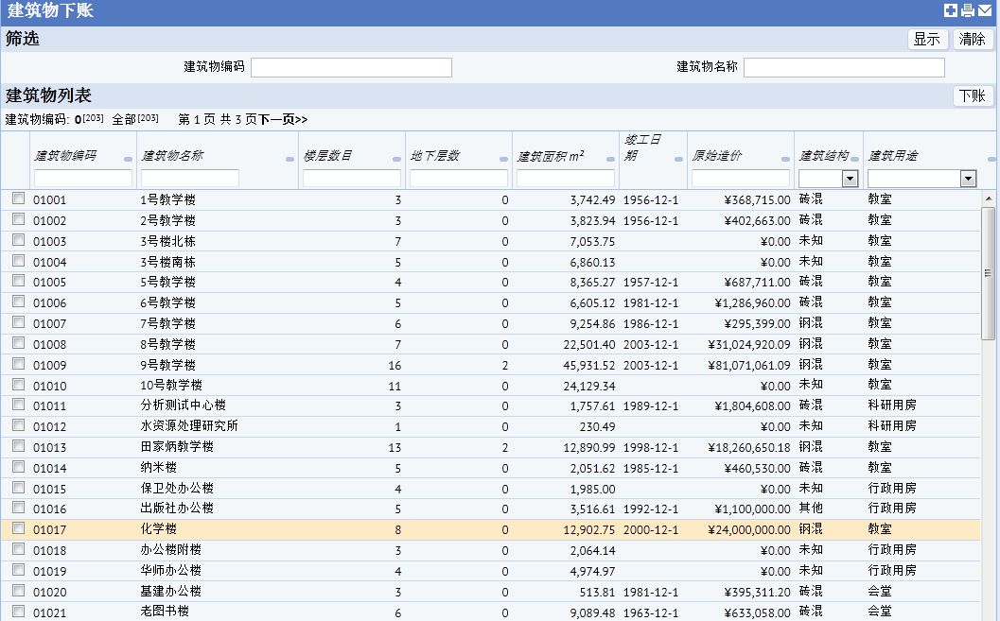 建筑物下账
筛选 显示 清除
建筑物编码 建筑物名称
建筑物列表 下账
建筑物编码: 0[203] 全部[203] 第 1 页 共 3 页下一页>>
建筑物编码 建筑物名称 楼层数目 地下层数 建筑面积 m² 竣工日期 原始造价 建筑结构 建筑用途
01001 1号教学楼 3 0 3,742.49 1956-12-1 ¥368,715.00 砖混 教室
01002 2号教学楼 3 0 3,823.94 1956-12-1 ¥402,663.00 砖混 教室
01003 3号楼北栋 7 0 7,053.75 ¥0.00 未知 教室
01004 3号楼南栋 5 0 6,860.13 ¥0.00 未知 教室
01005 5号教学楼 4 0 8,365.27 1957-12-1 ¥687,711.00 砖混 教室
01006 6号教学楼 5 0 6,605.12 1981-12-1 ¥1,286,960.00 砖混 教室
01007 7号教学楼 6 0 9,254.86 1986-12-1 ¥295,399.00 钢混 教室
01008 8号教学楼 7 0 22,501.40 2003-12-1 ¥31,024,920.09 钢混 教室
01009 9号教学楼 16 2 45,931.52 2003-12-1 ¥81,071,061.09 钢混 教室
01010 10号教学楼 11 0 24,129.34 ¥0.00 未知 教室
01011 分析测试中心楼 3 0 1,757.61 1989-12-1 ¥1,804,608.00 砖混 科研用房
01012 水资源处理研究所 1 0 230.49 ¥0.00 未知 科研用房
01013 田家炳教学楼 13 2 12,890.99 1998-12-1 ¥18,260,650.18 钢混 教室
01014 纳米楼 5 0 2,051.62 1985-12-1 ¥460,530.00 砖混 教室
01015 保卫处办公楼 4 0 1,985.00 ¥0.00 未知 行政用房
01016 出版社办公楼 5 0 3,516.61 1992-12-1 ¥1,100,000.00 其他 行政用房
01017 化学楼 8 0 12,902.75 2000-12-1 ¥24,000,000.00 钢混 教室
01018 办公楼附楼 3 0 2,064.14 ¥0.00 未知 行政用房
01019 华师办公楼 4 0 4,974.97 ¥0.00 未知 行政用房
01020 基建办公楼 3 0 513.81 1981-12-1 ¥395,311.20 砖混 会堂
01021 老图书楼 6 0 9,089.48 1963-12-1 ¥633,058.00 砖混 会堂